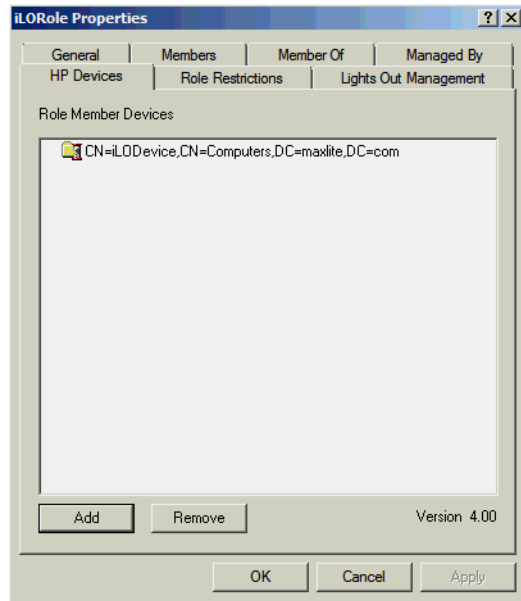 iLORole Properties
General Members Member Of Managed By
HP Devices Role Restrictions Lights Out Management
Role Member Devices
CN=iLODevice,CN=Computers,DC=maxlite,DC=com
Add Remove Version 4.00
OK Cancel Apply